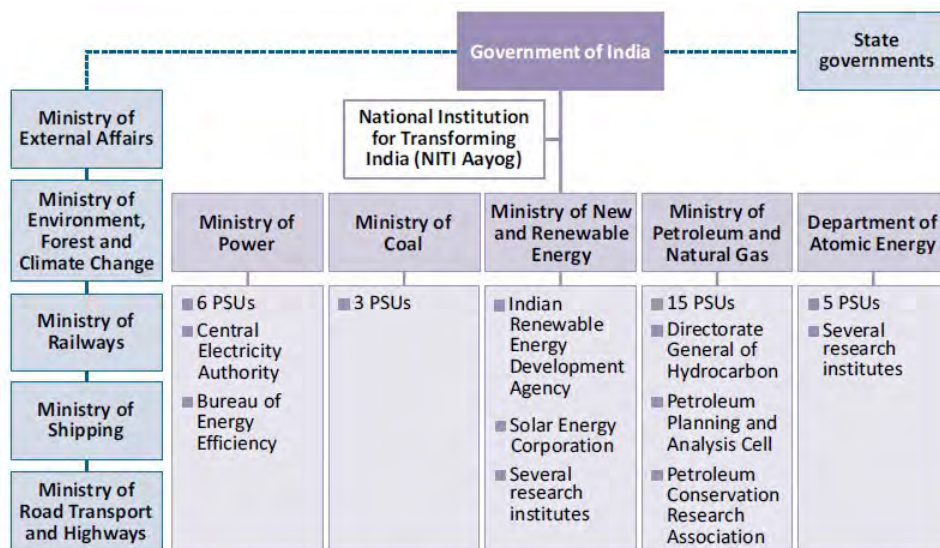 Government of India
State
governments
National Institution
for Transforming
India (NITI Aayog)
Ministry of
External Affairs
Ministry of
Environment,
Forest and
Climate Change
Ministry of
Railways
Ministry of
Shipping
Ministry of
Road Transport
and Highways
Ministry of
Power
6 PSUs
Central
Electricity
Authority
Bureau of
Energy
Efficiency
Ministry of
Coal
3 PSUs
Ministry of New
and Renewable
Energy
Indian
Renewable
Energy
Development
Agency
Solar Energy
Corporation
Several
research
institutes
Ministry of
Petroleum and
Natural Gas
15 PSUs
Directorate
General of
Hydrocarbon
Petroleum
Planning and
Analysis Cell
Petroleum
Conservation
Research
Association
Department of
Atomic Energy
5 PSUs
Several
research
institutes